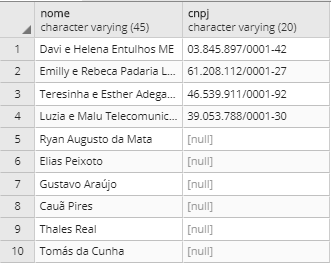 nome cnpj
character varying (45) character varying (20)
1 Davi e Helena Entulhos ME 03.845.897/0001-42
2 Emilly e Rebeca Padaria L... 61.208.112/0001-27
3 Teresinha e Esther Adega... 46.539.911/0001-92
4 Luzia e Malu Telecomunic... 39.053.788/0001-30
5 Ryan Augusto da Mata [null]
6 Elias Peixoto [null]
7 Gustavo Araújo [null]
8 Cauã Pires [null]
9 Thales Real [null]
10 Tomás da Cunha [null]